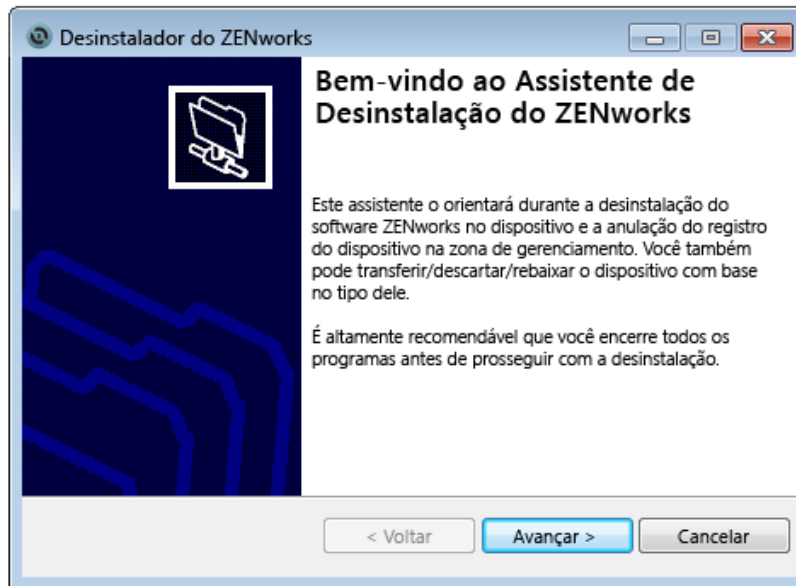 Desinstalador do ZENworks
Bem-vindo ao Assistente de
Desinstalação do ZENworks
Este assistente o orientará durante a desinstalação do
software ZENworks no dispositivo e a anulação do registro
do dispositivo na zona de gerenciamento. Você também
pode transferir/descartar/rebaixar o dispositivo com base
no tipo dele.
É altamente recomendável que você encerre todos os
programas antes de prosseguir com a desinstalação.
< Voltar
Avançar >
Cancelar